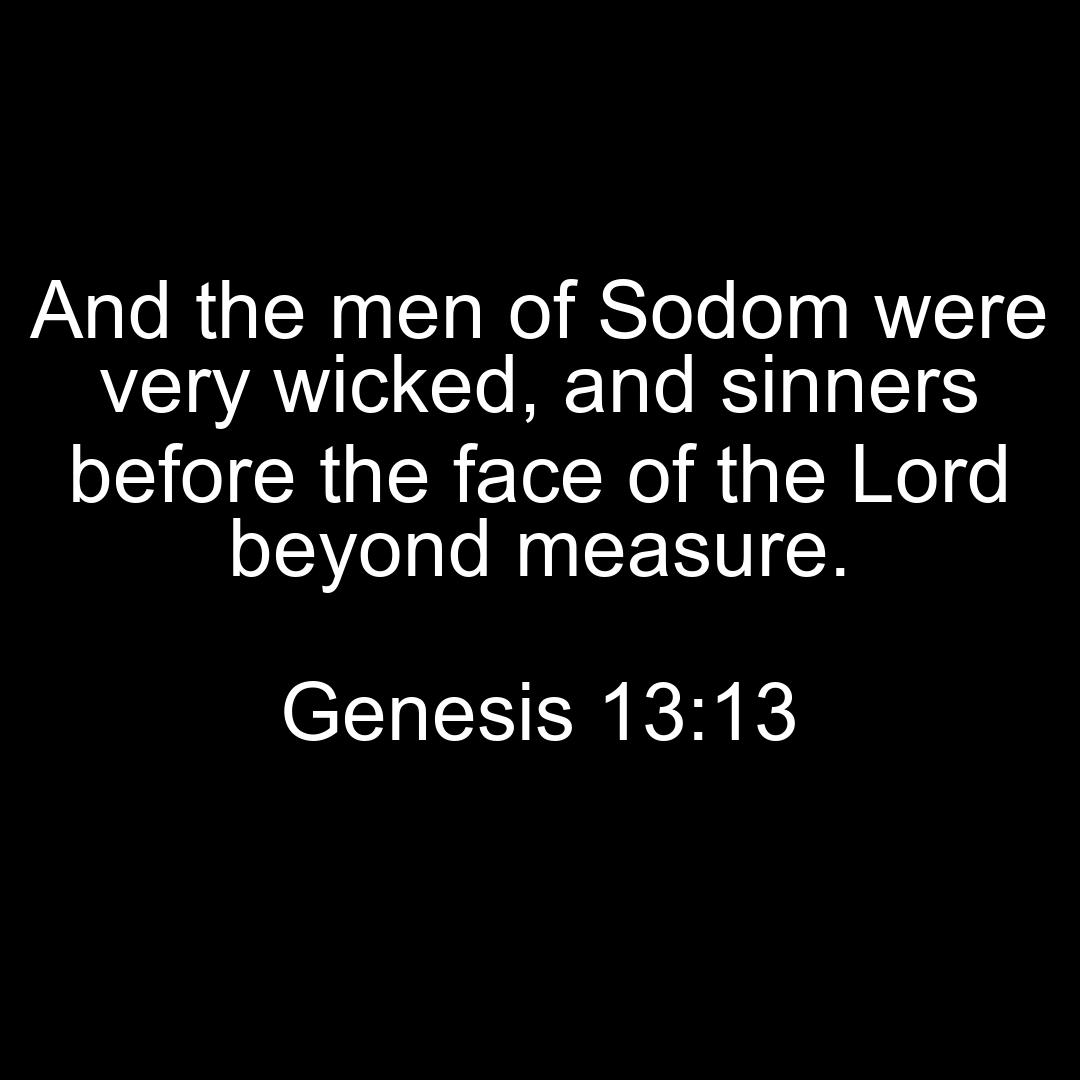 And the men of Sodom were
very wicked, and sinners
before the face of the Lord
beyond measure.
Genesis 13:13